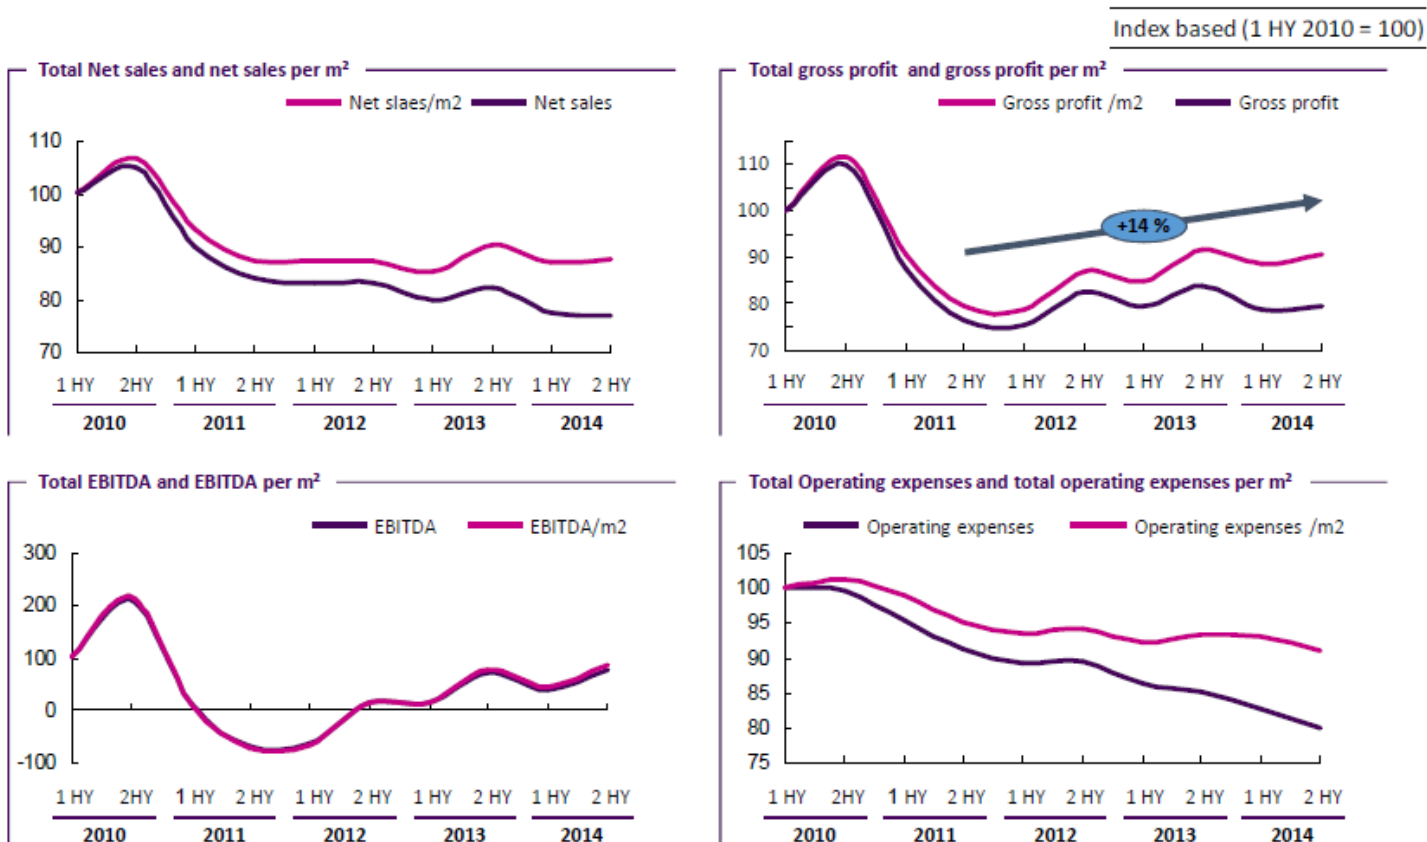 Index based (1 HY 2010 = 100)
Total Net sales and net sales per m²
Net slaes/m2 Net sales
110
100
90
80
70
1 HY 2HY 1 HY 2 HY 1 HY 2 HY 1 HY 2 HY 1 HY 2 HY
2010 2011 2012 2013 2014
Total gross profit and gross profit per m²
Gross profit /m2 Gross profit
110
100
90
80
70
+14 %
1 HY 2HY 1 HY 2 HY 1 HY 2 HY 1 HY 2 HY 1 HY 2 HY
2010 2011 2012 2013 2014
Total EBITDA and EBITDA per m²
EBITDA EBITDA/m2
300
200
100
0
-100
1 HY 2HY 1 HY 2 HY 1 HY 2 HY 1 HY 2 HY 1 HY 2 HY
2010 2011 2012 2013 2014
Total Operating expenses and total operating expenses per m²
Operating expenses Operating expenses /m2
105
100
95
90
85
80
75
1 HY 2HY 1 HY 2 HY 1 HY 2 HY 1 HY 2 HY 1 HY 2 HY
2010 2011 2012 2013 2014